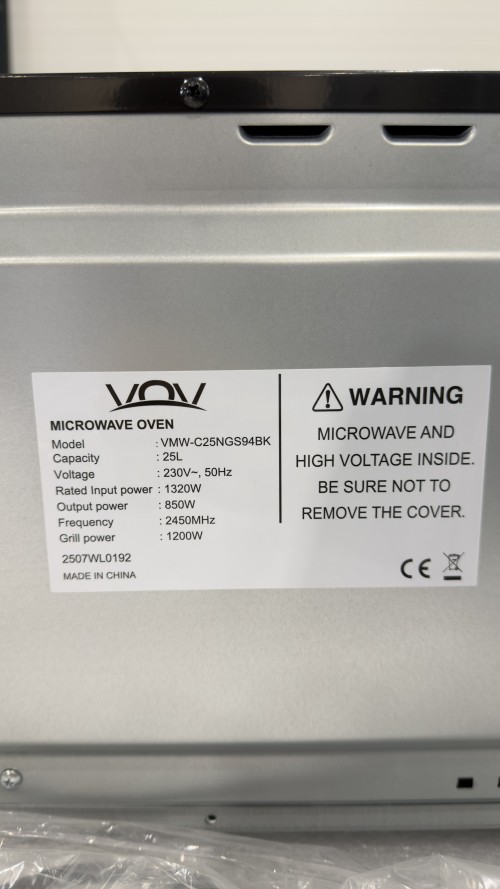 VOV
MICROWAVE OVEN
Model : VMW-C25NGS94BK
Capacity : 25L
Voltage : 230V~, 50Hz
Rated Input power : 1320W
Output power : 850W
Frequency : 2450MHz
Grill power : 1200W
2507WL0192
MADE IN CHINA
WARNING
MICROWAVE AND
HIGH VOLTAGE INSIDE.
BE SURE NOT TO
REMOVE THE COVER.
CE